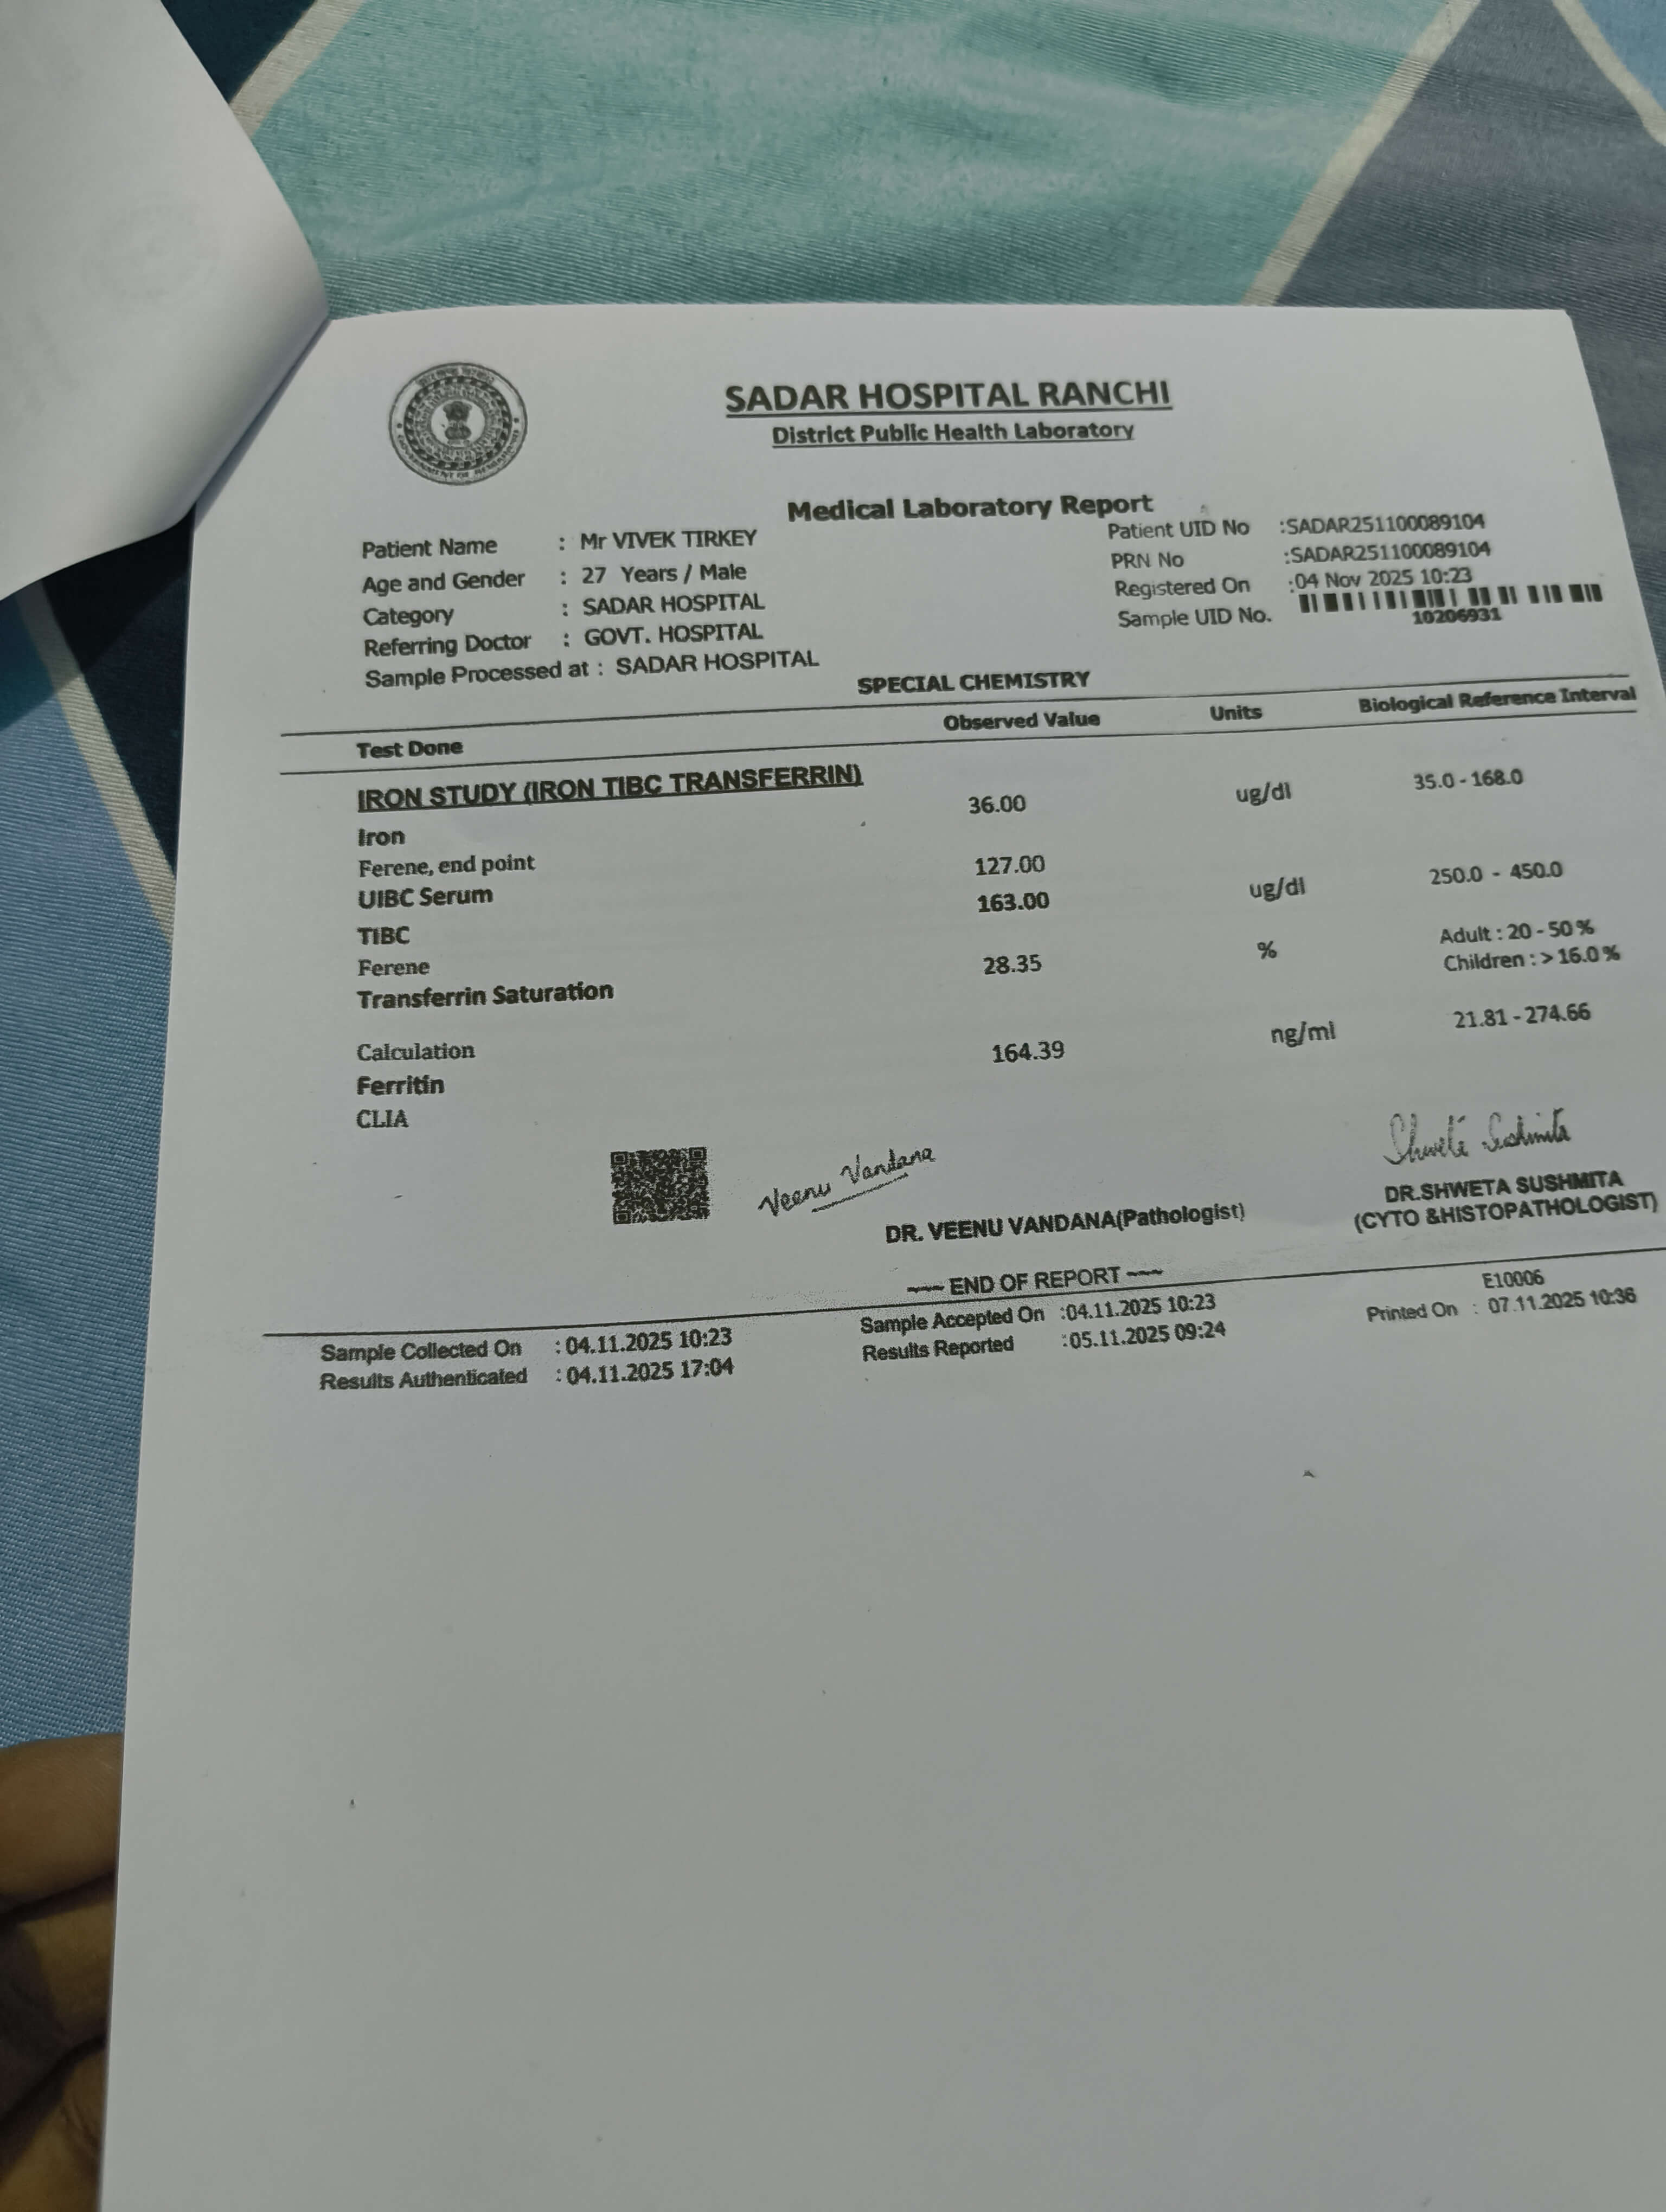 SADAR HOSPITAL RANCHI
District Public Health Laboratory
Medical Laboratory Report
Patient Name : Mr VIVEK TIRKEY
Age and Gender : 27 Years / Male
Category : SADAR HOSPITAL
Referring Doctor : GOVT. HOSPITAL
Sample Processed at : SADAR HOSPITAL
Patient UID No :SADAR251100089104
PRN No :SADAR251100089104
Registered On :04 Nov 2025 10:23
Sample UID No.
10206931
SPECIAL CHEMISTRY
Test Done Observed Value Units Biological Reference Interval
IRON STUDY (IRON TIBC TRANSFERRIN)
Iron 36.00 ug/dl 35.0 - 168.0
Ferene, end point
UIBC Serum 127.00
TIBC 163.00 ug/dl 250.0 - 450.0
Ferene
Transferrin Saturation 28.35 % Adult : 20 - 50 %
Children : > 16.0 %
Calculation
Ferritin 164.39 ng/ml 21.81 - 274.66
CLIA
Veenu Vandana
Shweta Sushmita
DR. VEENU VANDANA(Pathologist)
DR.SHWETA SUSHMITA
(CYTO &HISTOPATHOLOGIST)
~~~ END OF REPORT ~~~
E10006
Sample Collected On : 04.11.2025 10:23 Sample Accepted On :04.11.2025 10:23 Printed On : 07.11.2025 10:36
Results Authenticated : 04.11.2025 17:04 Results Reported :05.11.2025 09:24